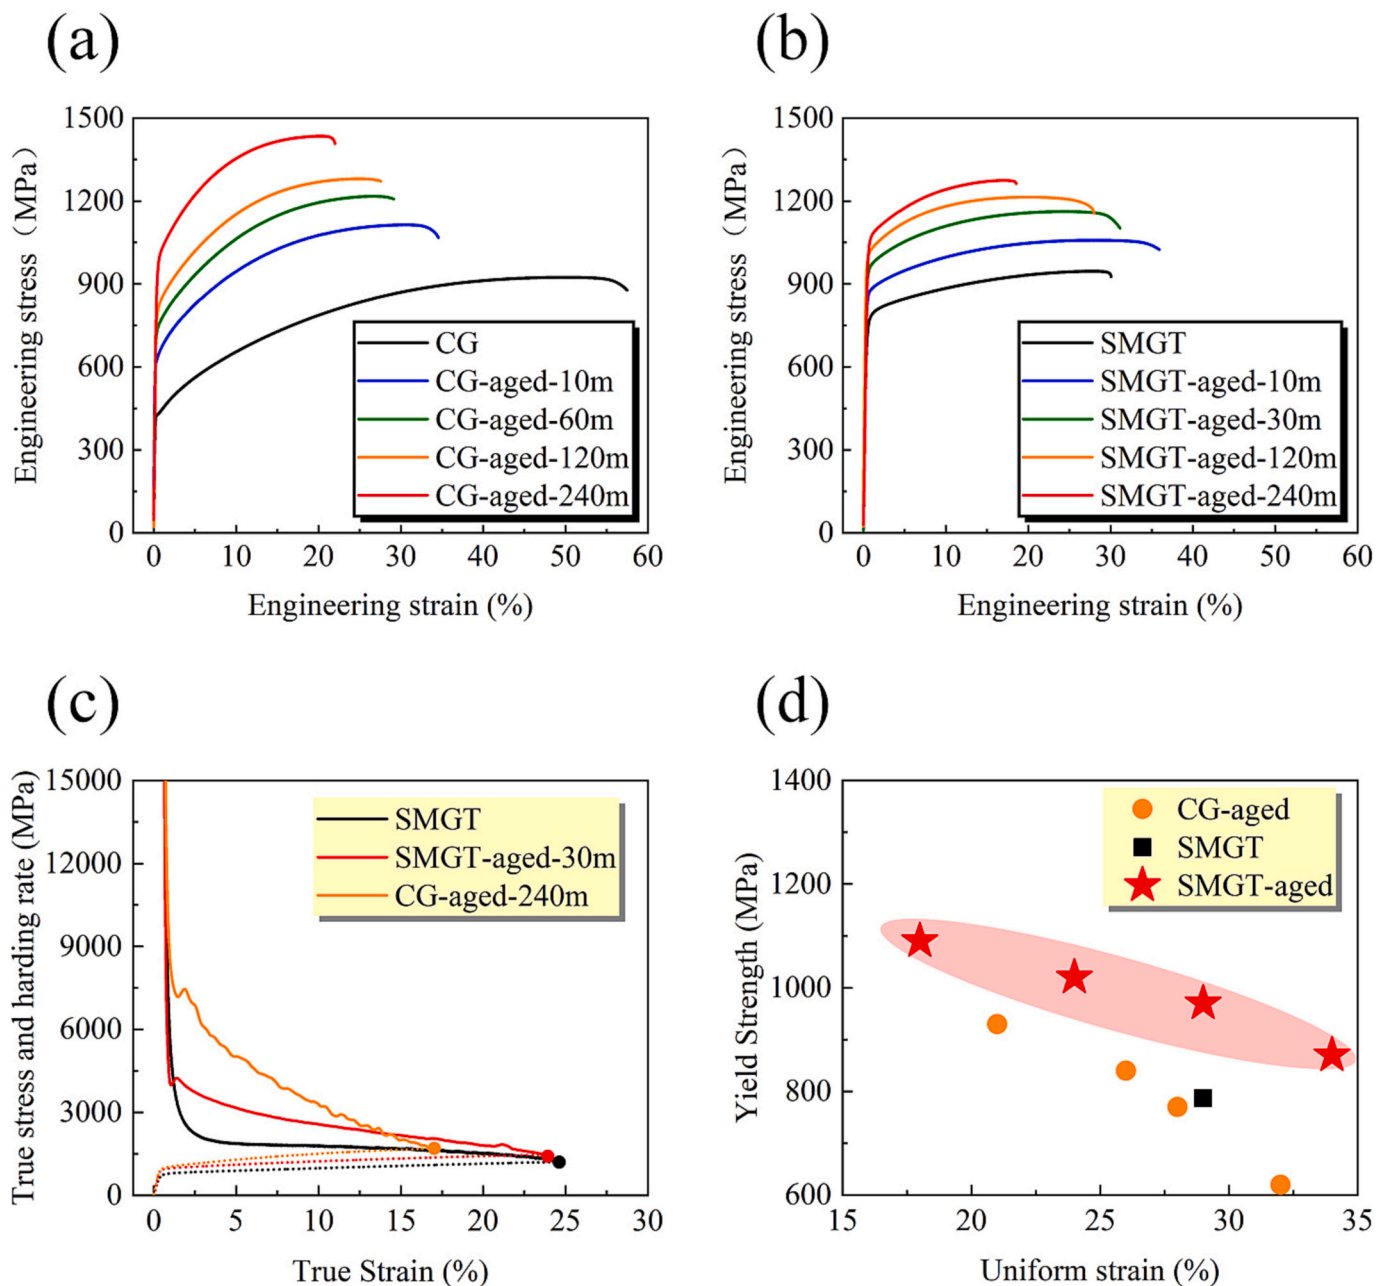 (a)
1500
1200
900
600
300
0
Engineering stress（MPa）
CG
CG-aged-10m
CG-aged-60m
CG-aged-120m
CG-aged-240m
0 10 20 30 40 50 60
Engineering strain (%)
(b)
1500
1200
900
600
300
0
Engineering stress（MPa）
SMGT
SMGT-aged-10m
SMGT-aged-30m
SMGT-aged-120m
SMGT-aged-240m
0 10 20 30 40 50 60
Engineering strain (%)
(c)
15000
12000
9000
6000
3000
0
True stress and harding rate (MPa)
SMGT
SMGT-aged-30m
CG-aged-240m
0 5 10 15 20 25 30
True Strain (%)
(d)
1400
1200
1000
800
600
Yield Strength (MPa)
CG-aged
SMGT
SMGT-aged
15 20 25 30 35
Uniform strain (%)